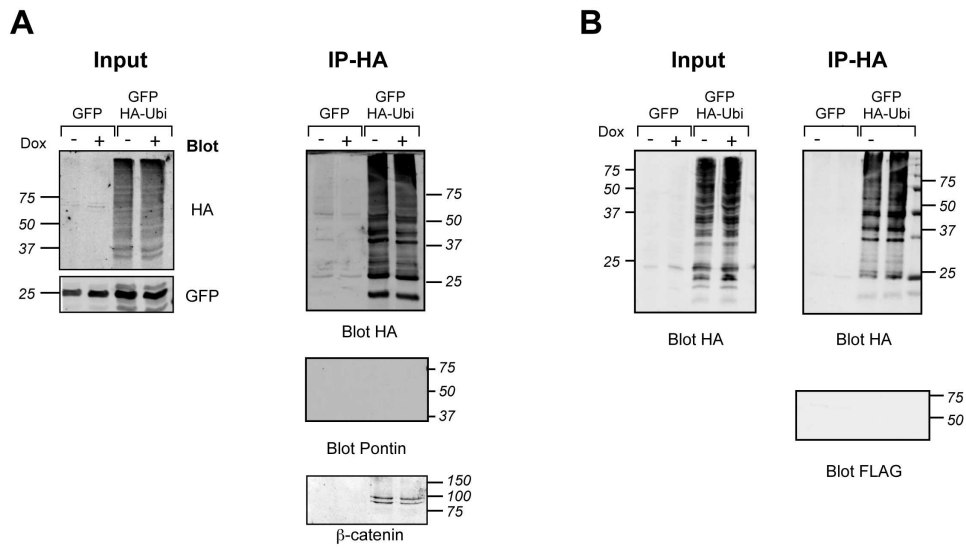 A
Input
GFP
GFP
HA-Ubi
Dox
-
+
-
+
Blot
75
50
37
HA
25
GFP
IP-HA
GFP
GFP
HA-Ubi
-
+
-
+
75
50
37
25
Blot HA
75
50
37
Blot Pontin
150
100
75
β-catenin
B
Input
GFP
GFP
HA-Ubi
Dox
-
+
-
+
75
50
37
25
Blot HA
IP-HA
GFP
GFP
HA-Ubi
-
-
75
50
37
25
Blot HA
75
50
Blot FLAG